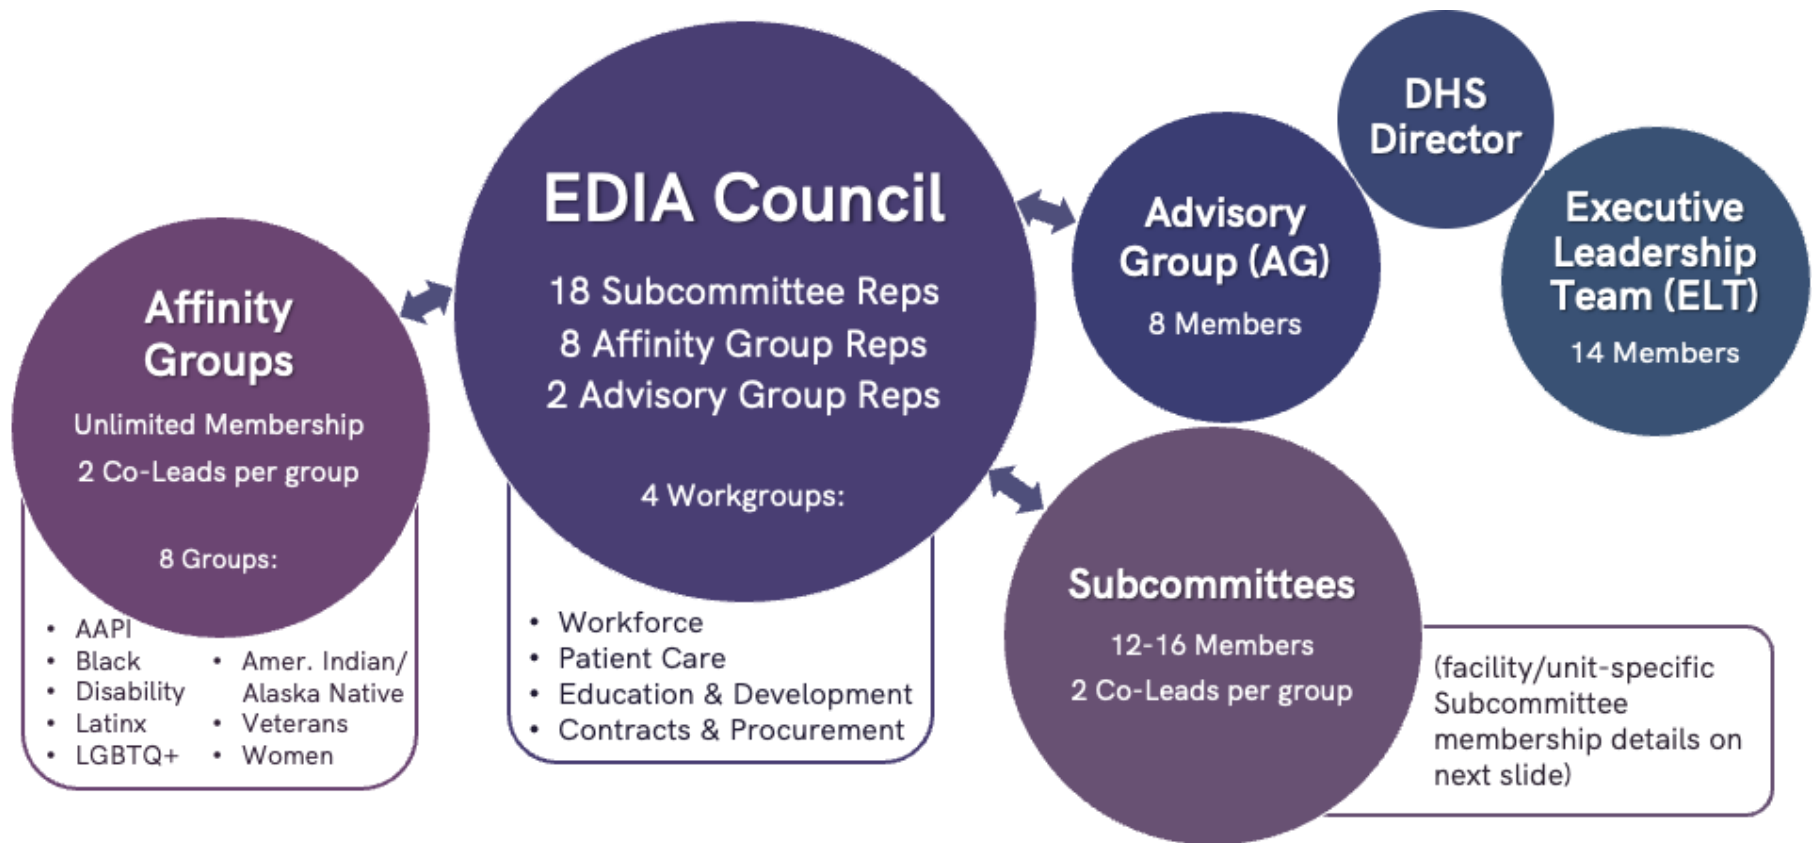 Affinity
Groups
Unlimited Membership
2 Co-Leads per group
8 Groups:
• AAPI
• Black
• Disability
• Latinx
• LGBTQ+
• Amer. Indian/
Alaska Native
• Veterans
• Women
EDIA Council
18 Subcommittee Reps
8 Affinity Group Reps
2 Advisory Group Reps
4 Workgroups:
• Workforce
• Patient Care
• Education & Development
• Contracts & Procurement
Advisory
Group (AG)
8 Members
DHS
Director
Executive
Leadership
Team (ELT)
14 Members
Subcommittees
12-16 Members
2 Co-Leads per group
(facility/unit-specific
Subcommittee
membership details on
next slide)